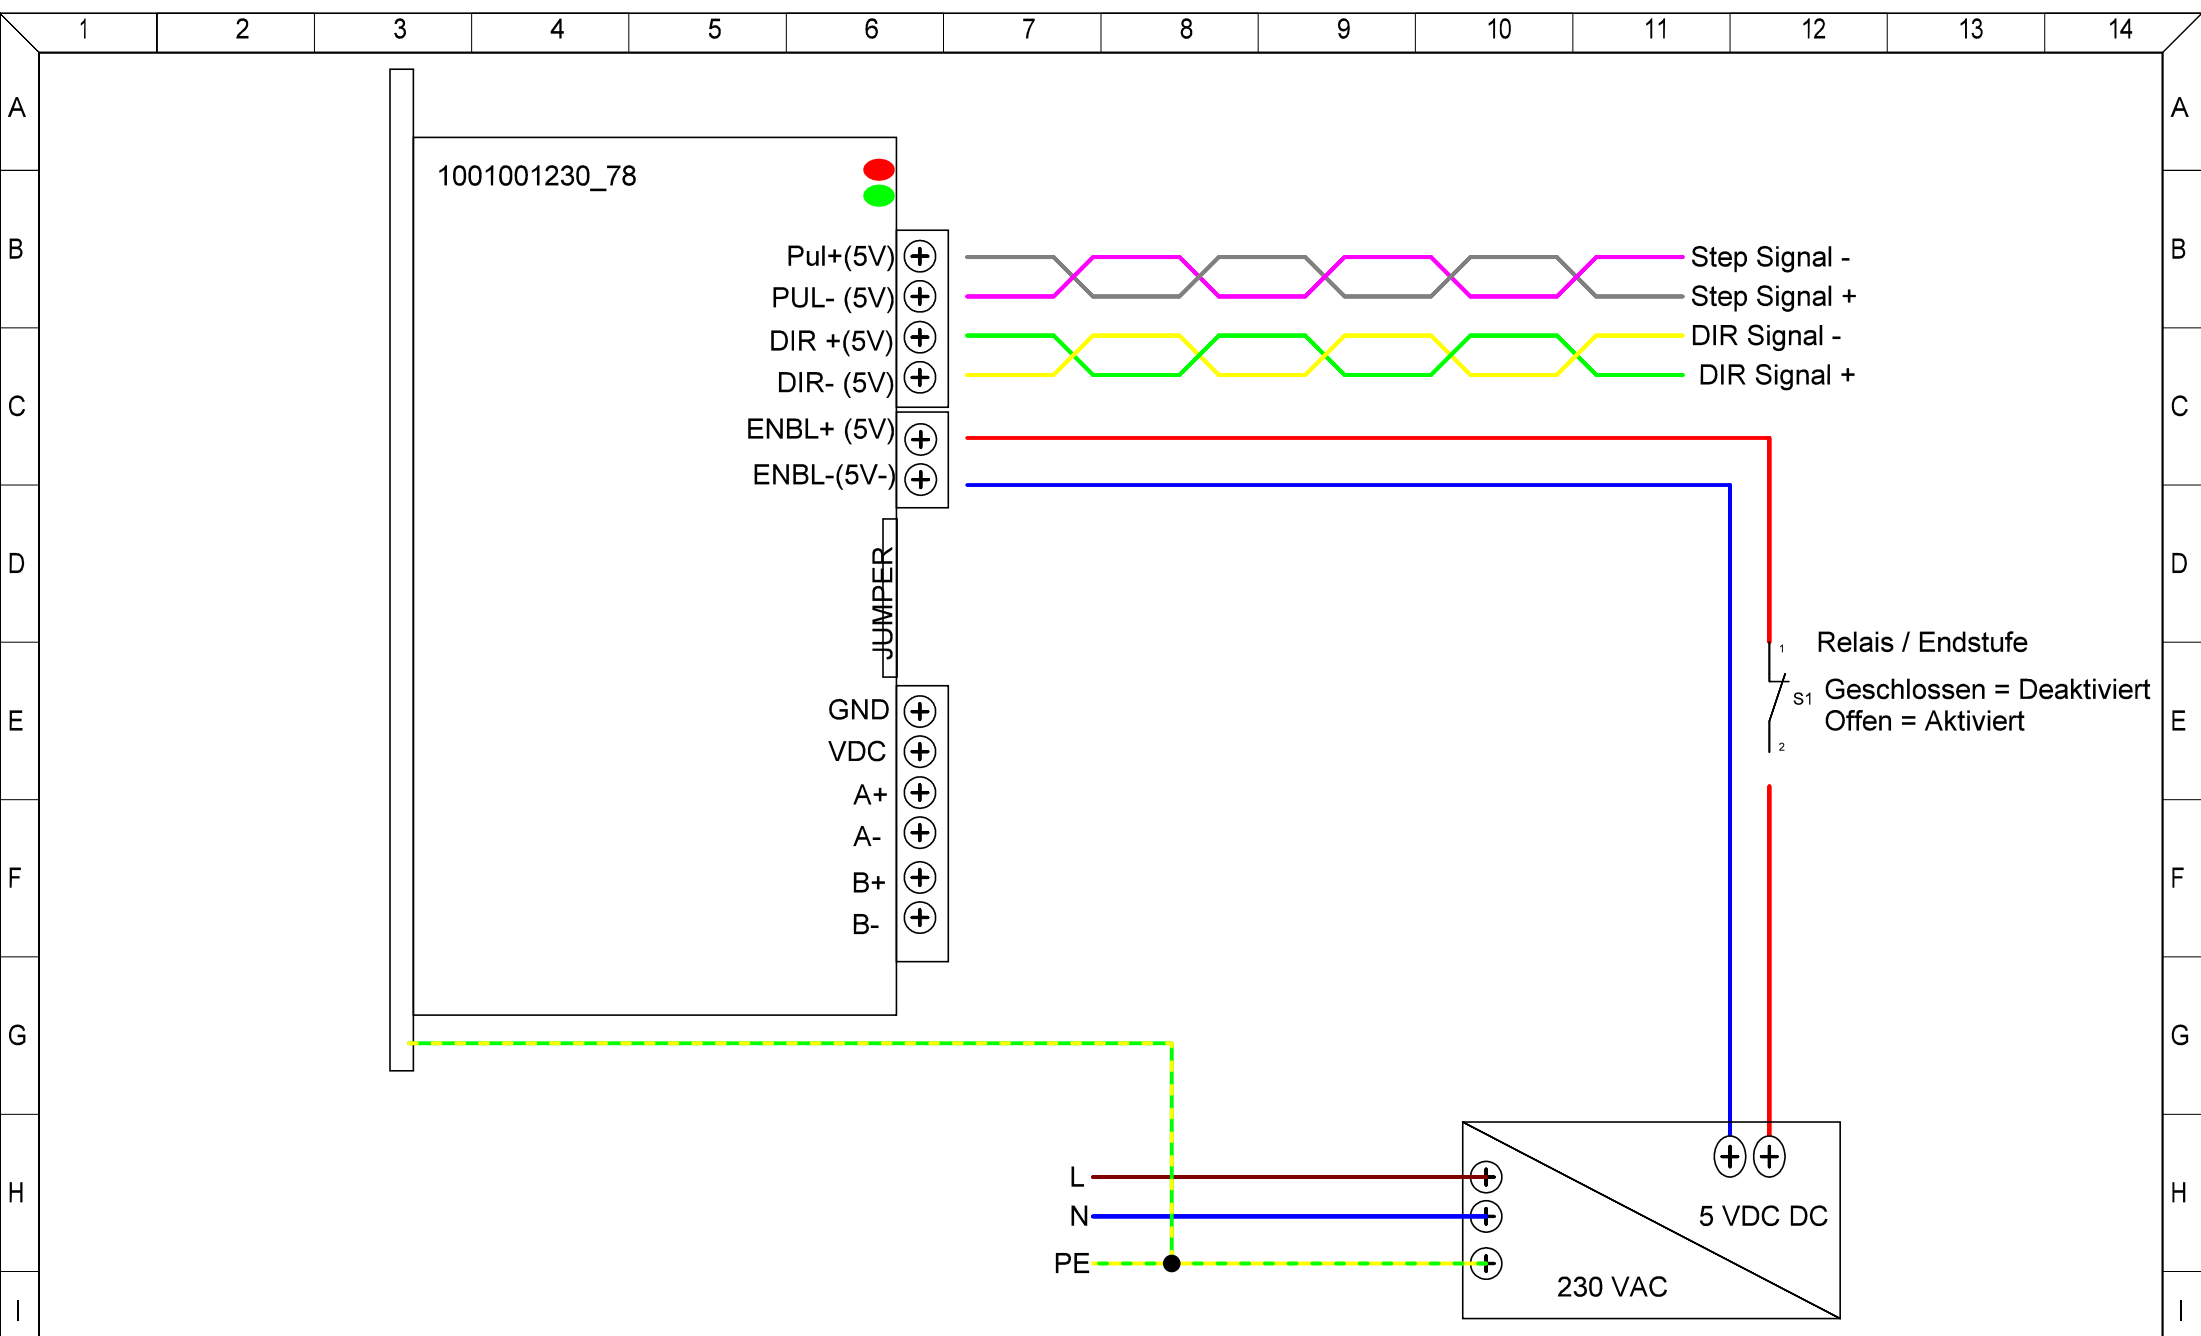 1 2 3 4 5 6 7 8 9 10 11 12 13 14
A A
1001001230_78
B B
Pul+(5V) Step Signal -
PUL- (5V) Step Signal +
DIR +(5V) DIR Signal -
DIR- (5V) DIR Signal +
C C
ENBL+ (5V)
ENBL-(5V-)
D D
JUMPER
1 Relais / Endstufe
S1 Geschlossen = Deaktiviert
Offen = Aktiviert
2
E E
GND
VDC
A+
A-
F F
B+
B-
G G
H H
L
N 5 VDC DC
PE
230 VAC
I I